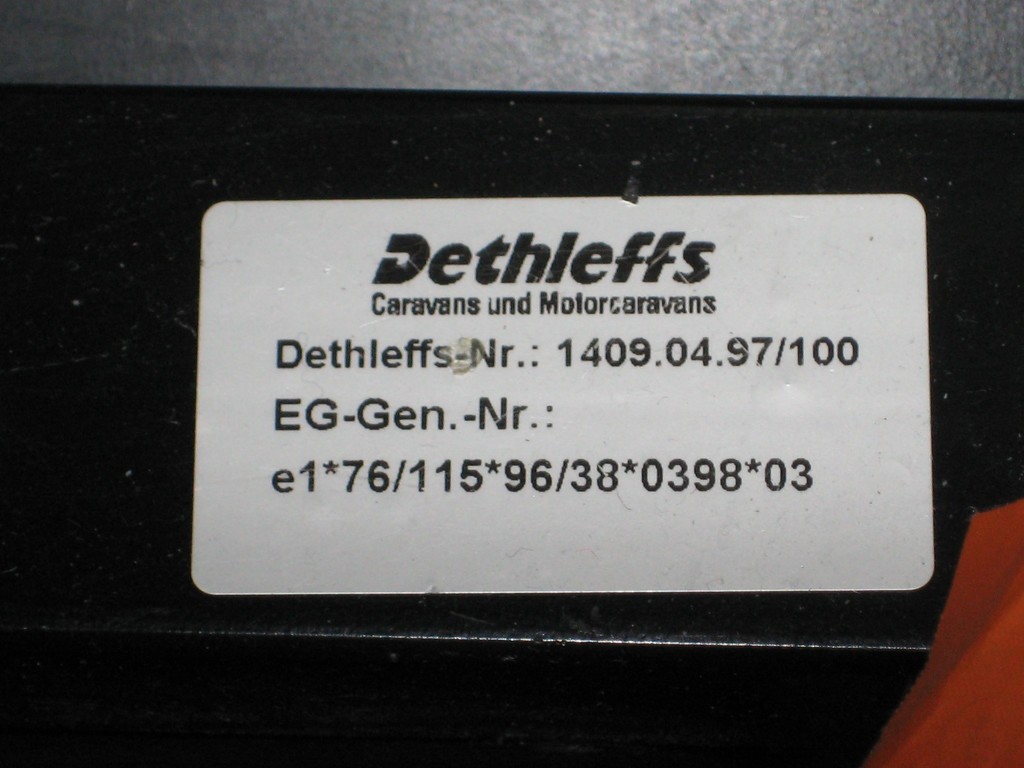 Dethleffs
Caravans und Motorcaravans
Dethleffs-Nr.: 1409.04.97/100
EG-Gen.-Nr.:
e1*76/115*96/38*0398*03